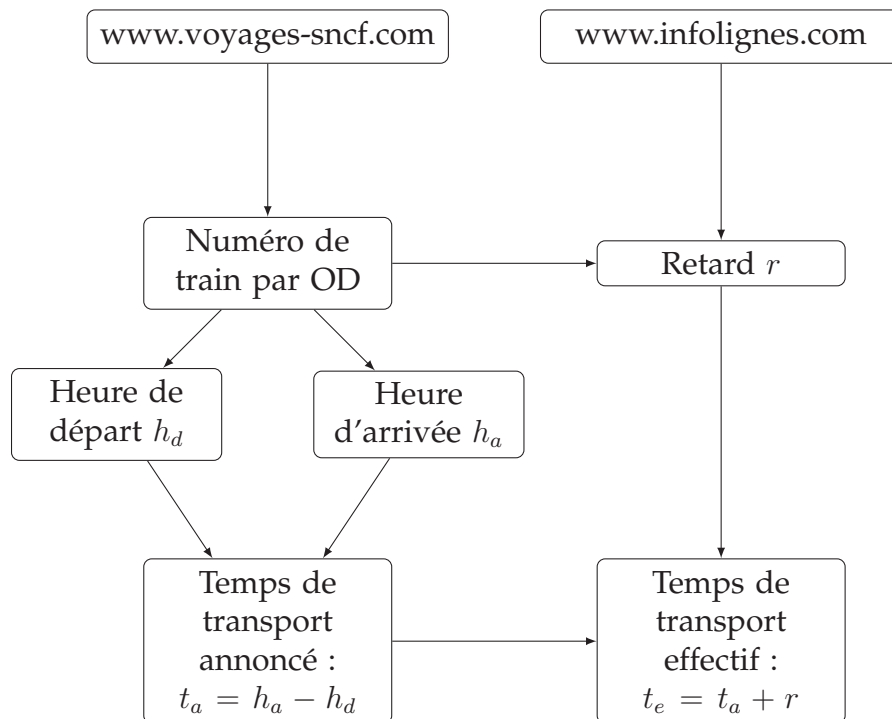 www.voyages-sncf.com
www.infolignes.com
Numéro de
train par OD
Retard r
Heure de
départ h_d
Heure
d'arrivée h_a
Temps de
transport
annoncé :
t_a = h_a − h_d
Temps de
transport
effectif :
t_e = t_a + r